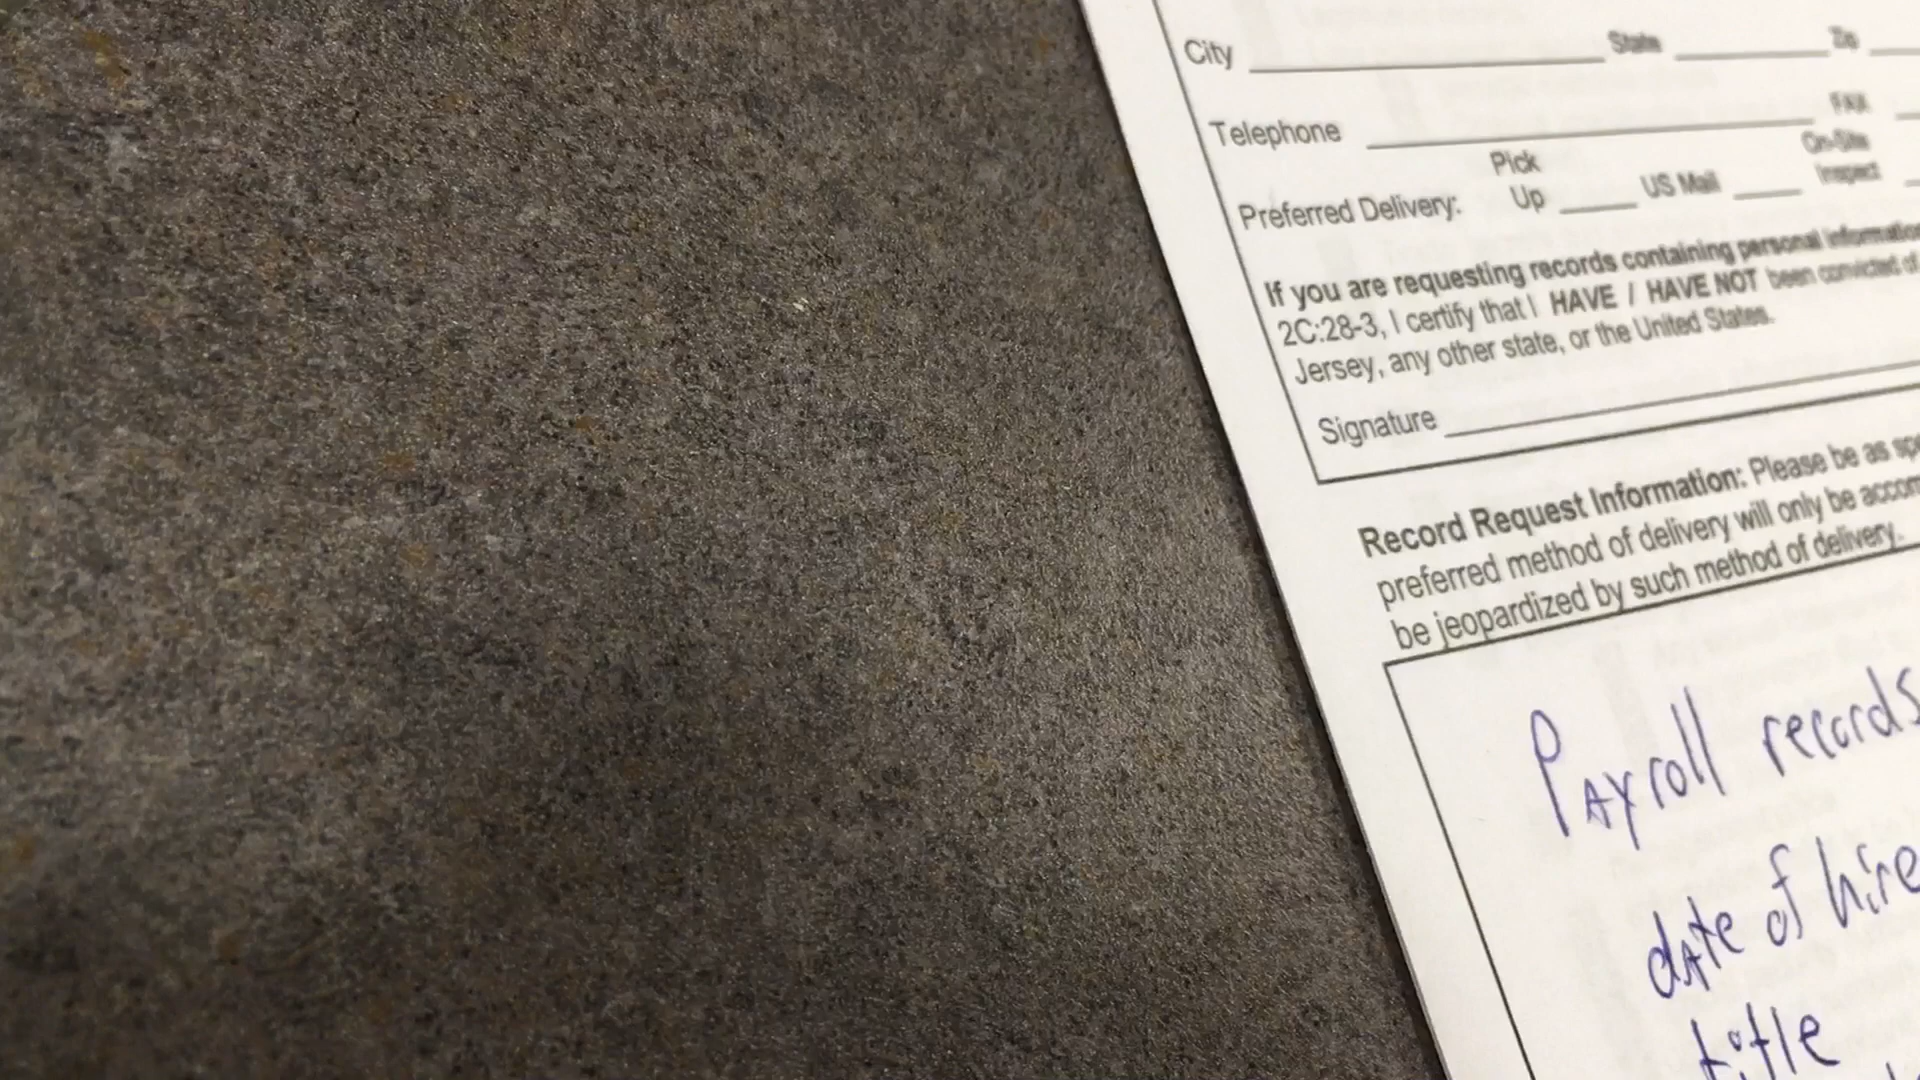 City State Zip
Telephone FAX
Pick On-Site
Preferred Delivery: Up US Mail Inspect
If you are requesting records containing personal information
2C:28-3, I certify that I HAVE / HAVE NOT been convicted of
Jersey, any other state, or the United States.
Signature
Record Request Information: Please be as
preferred method of delivery will only be
be jeopardized by such method of delivery.
Payroll records
date of hire
title